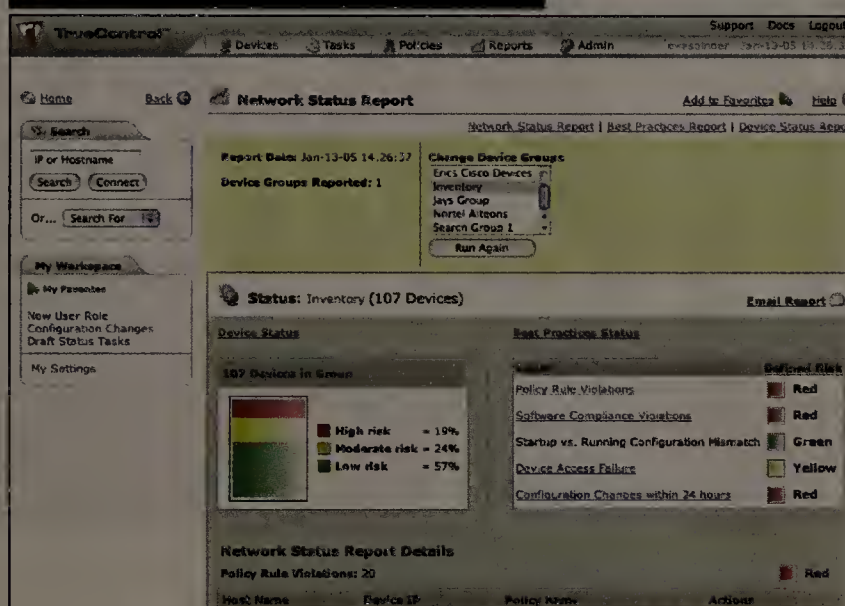 TrueControl
Support Docs Logout
Devices Tasks Policies Reports Admin
Jan-13-05
Home Back
Network Status Report
Add to Favorites Help
Network Status Report | Best Practices Report | Device Status
Search
IP or Hostname
Search Connect
Or... Search For
Report Date: Jan-13-05 14.26:37
Device Groups Reported: 1
Change Device Groups
Erics Cisco Devices
Inventory
Jays Group
Nortel Alteons
Search Group 1
Run Again
My Workspace
My Favorites
New User Role
Configuration Changes
Draft Status Tasks
My Settings
Status: Inventory (107 Devices)
Email Report
Device Status
107 Devices in Group
High risk = 19%
Moderate risk = 24%
Low risk = 57%
Best Practices Status
Defined Risk
Policy Rule Violations Red
Software Compliance Violations Red
Startup vs. Running Configuration Mismatch Green
Device Access Failure Yellow
Configuration Changes within 24 hours Red
Network Status Report Details
Policy Rule Violations: 20 Red
Host Name Device IP Policy Name Actions